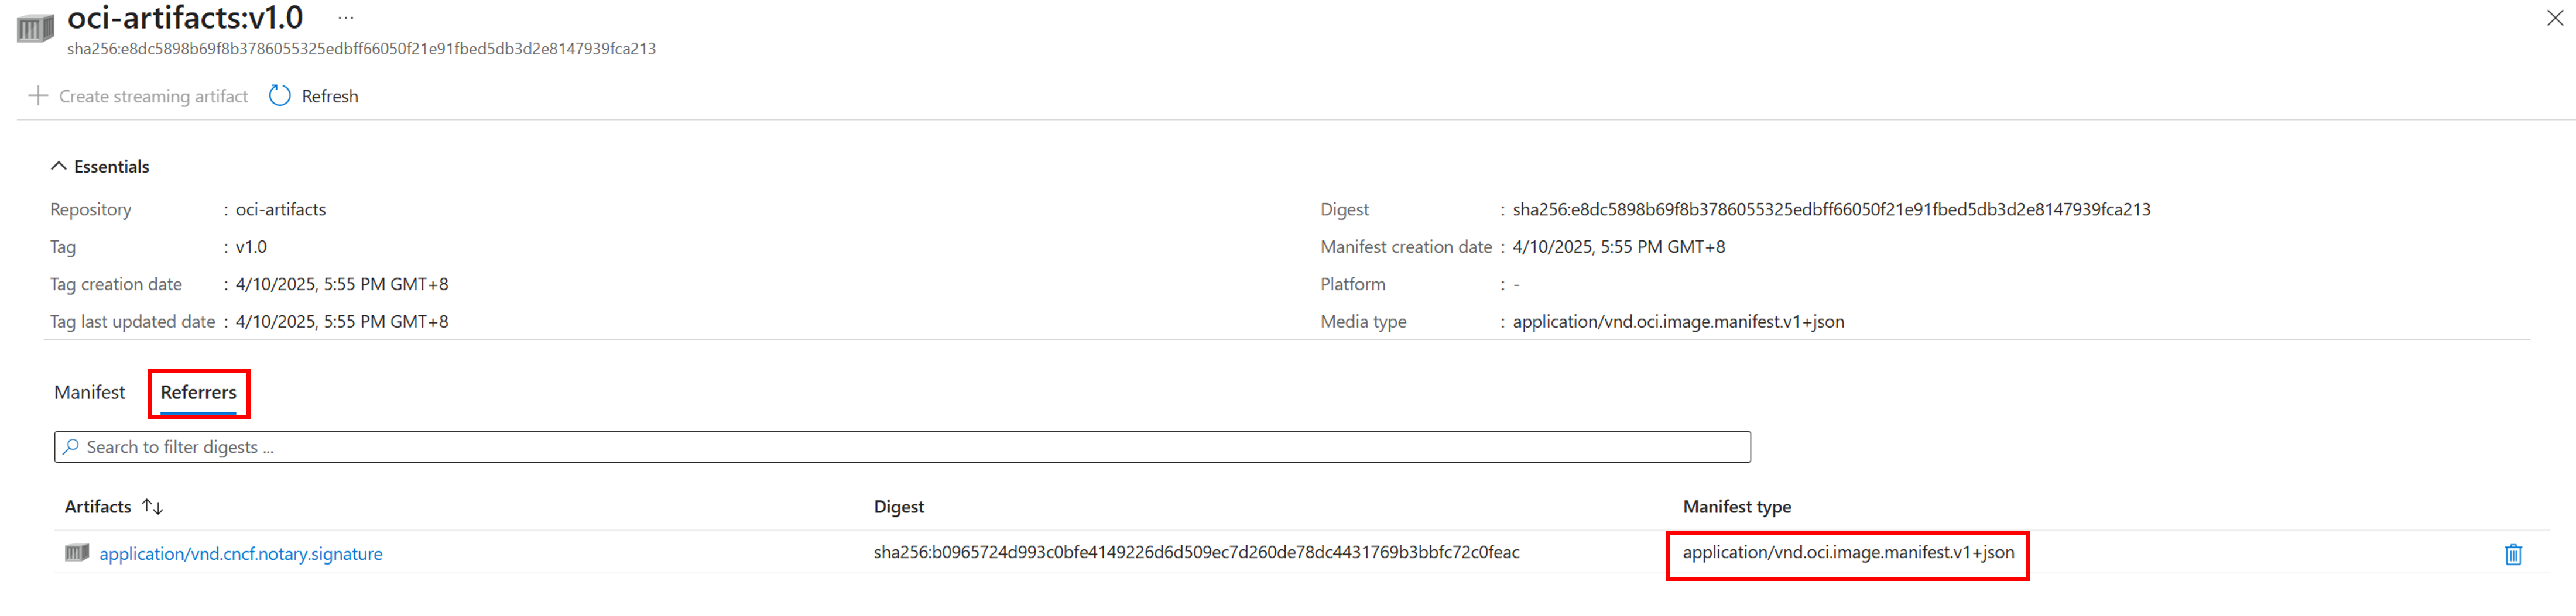 oci-artifacts:v1.0 ...
sha256:e8dc5898b69f8b3786055325edbff66050f21e91fbed5db3d2e8147939fca213
Create streaming artifact Refresh
Essentials
Repository : oci-artifacts
Tag : v1.0
Tag creation date : 4/10/2025, 5:55 PM GMT+8
Tag last updated date : 4/10/2025, 5:55 PM GMT+8
Digest : sha256:e8dc5898b69f8b3786055325edbff66050f21e91fbed5db3d2e8147939fca213
Manifest creation date : 4/10/2025, 5:55 PM GMT+8
Platform : -
Media type : application/vnd.oci.image.manifest.v1+json
Manifest Referrers
Search to filter digests ...
Artifacts Digest Manifest type
application/vnd.cncf.notary.signature sha256:b0965724d993c0bfe4149226d6d509ec7d260de78dc4431769b3bbfc72c0feac application/vnd.oci.image.manifest.v1+json